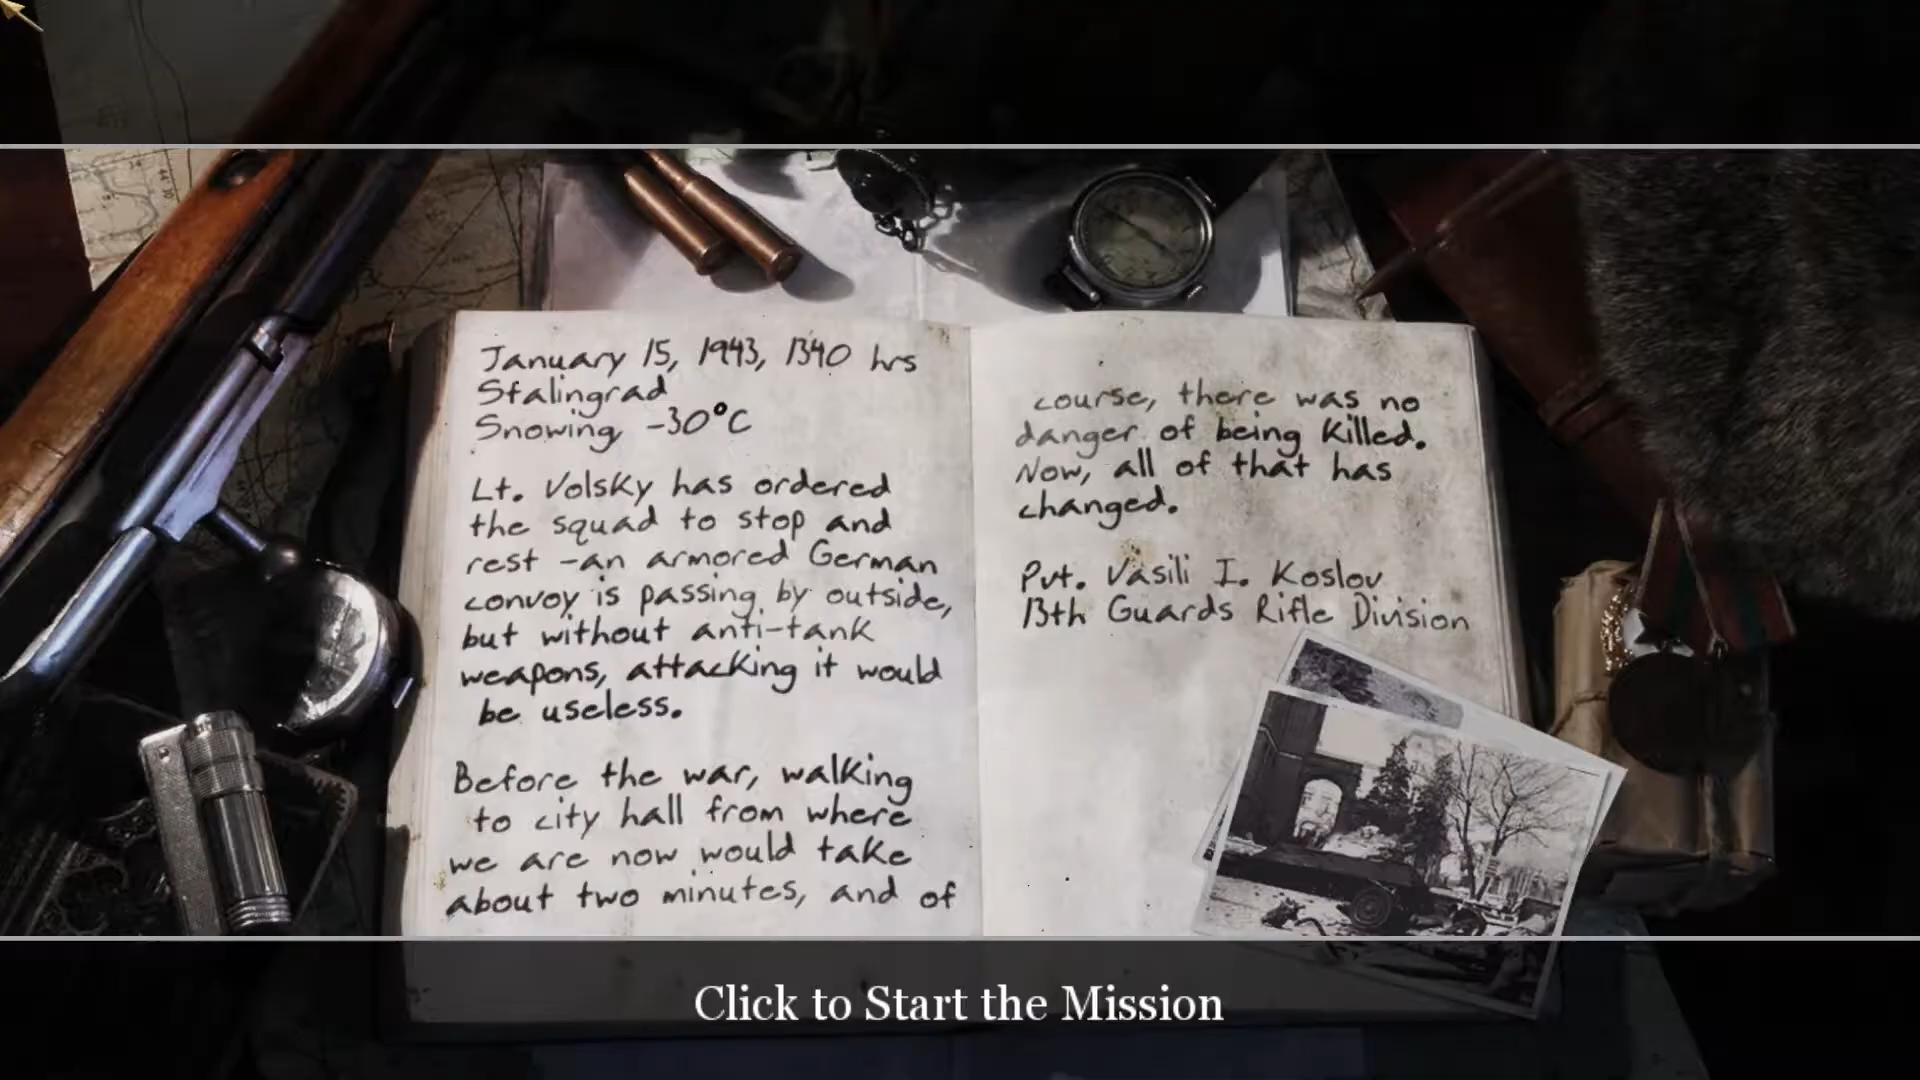 January 15, 1943, 1340 hrs
Stalingrad
Snowing, -30°C
Lt. Volsky has ordered
the squad to stop and
rest -an armored German
convoy is passing by outside,
but without anti-tank
weapons, attacking it would
be useless.
Before the war, walking
to city hall from where
we are now would take
about two minutes, and of
course, there was no
danger of being killed.
Now, all of that has
changed.
Pvt. Vasili I. Koslov
13th Guards Rifle Division
Click to Start the Mission